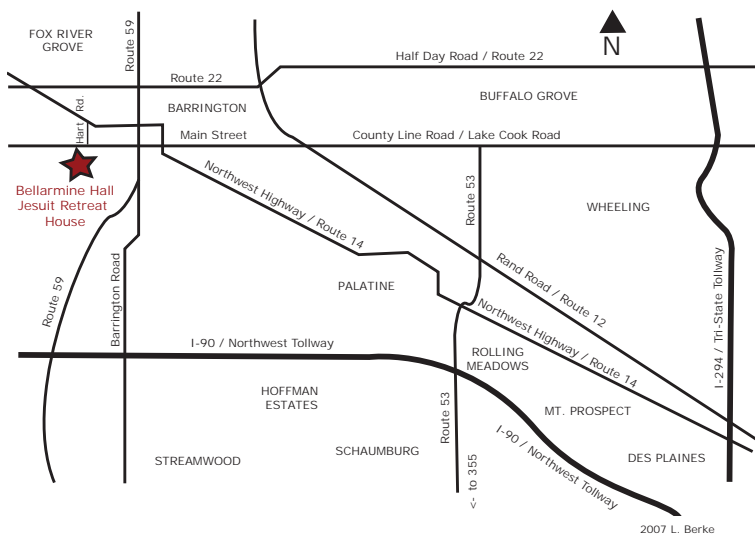 FOX RIVER
GROVE
Route 59
N
Half Day Road / Route 22
Route 22
BUFFALO GROVE
Hart Rd.
BARRINGTON
Main Street
County Line Road / Lake Cook Road
Bellarmine Hall
Jesuit Retreat
House
Northwest Highway / Route 14
Route 53
WHEELING
Route 59
Barrington Road
PALATINE
Rand Road / Route 12
I-294 / Tri-State Tollway
Northwest Highway / Route 14
I-90 / Northwest Tollway
ROLLING
MEADOWS
HOFFMAN
ESTATES
Route 53
MT. PROSPECT
I-90 / Northwest Tollway
STREAMWOOD
SCHAUMBURG
DES PLAINES
<- to 355
2007 L. Berke